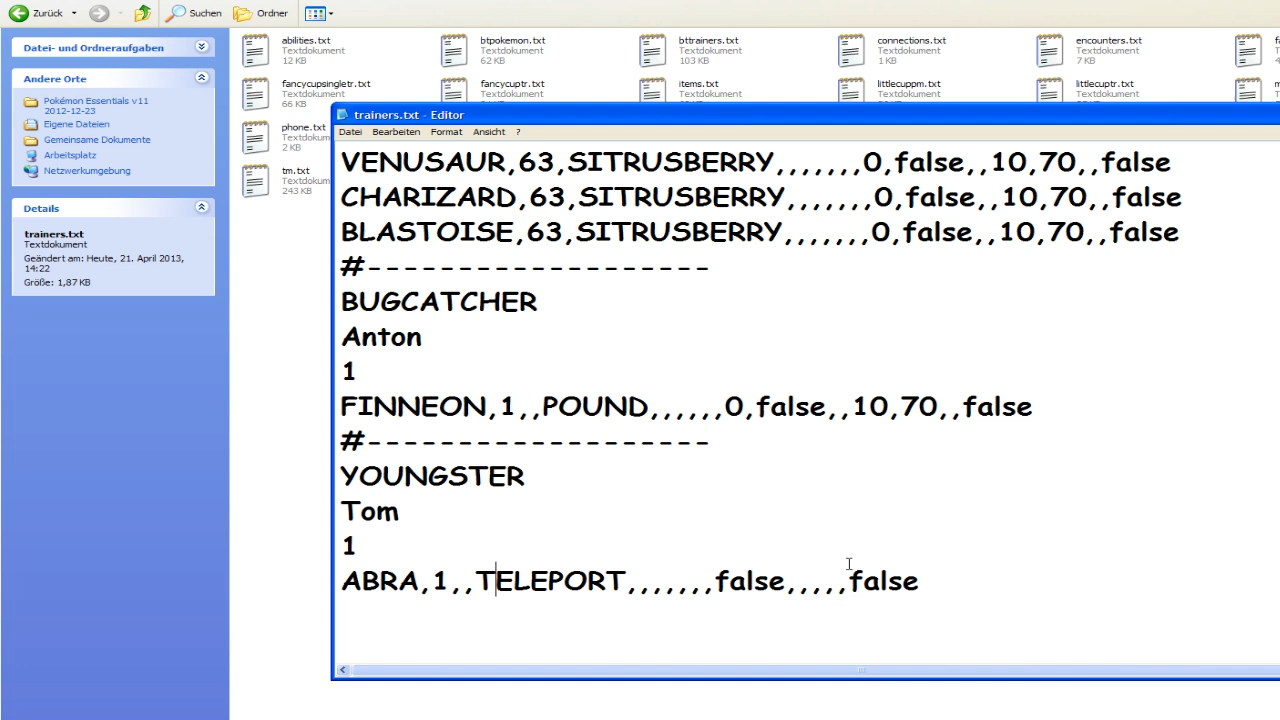 Zurück
Suchen
Ordner
Datei- und Ordneraufgaben
Andere Orte
Pokémon Essentials v11
2012-12-23
Eigene Dateien
Gemeinsame Dokumente
Arbeitsplatz
Netzwerkumgebung
Details
trainers.txt
Textdokument
Geändert am: Heute, 21. April 2013,
14:22
Größe: 1,87 KB
abilities.txt
Textdokument
12 KB
btpokemon.txt
Textdokument
62 KB
bttrainers.txt
Textdokument
103 KB
connections.txt
Textdokument
1 KB
encounters.txt
Textdokument
7 KB
fancycupsingletr.txt
Textdokument
66 KB
fancycuptr.txt
Textdokument
items.txt
Textdokument
littlecuppm.txt
Textdokument
littlecuptr.txt
Textdokument
phone.txt
Textdokum
2 KB
tm.txt
Textdokum
243 KB
trainers.txt - Editor
Datei Bearbeiten Format Ansicht ?
VENUSAUR,63,SITRUSBERRY,,,,,,,0,false,,10,70,,false
CHARIZARD,63,SITRUSBERRY,,,,,,,0,false,,10,70,,false
BLASTOISE,63,SITRUSBERRY,,,,,,,0,false,,10,70,,false
#-------------------
BUGCATCHER
Anton
1
FINNEON,1,,POUND,,,,,,0,false,,10,70,,false
#-------------------
YOUNGSTER
Tom
1
ABRA,1,,TELEPORT,,,,,,,false,,,,,false